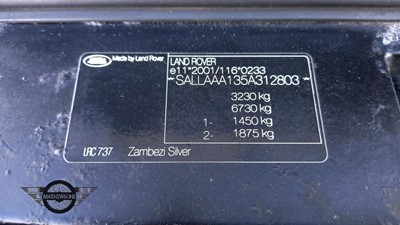 Made by Land Rover
LAND ROVER
e11*2001/116*0233
*SALLAAA135A312803*
3230 kg
6730 kg
1- 1450 kg
2- 1875 kg
LRC 737 Zambezi Silver
MATHEWSONS